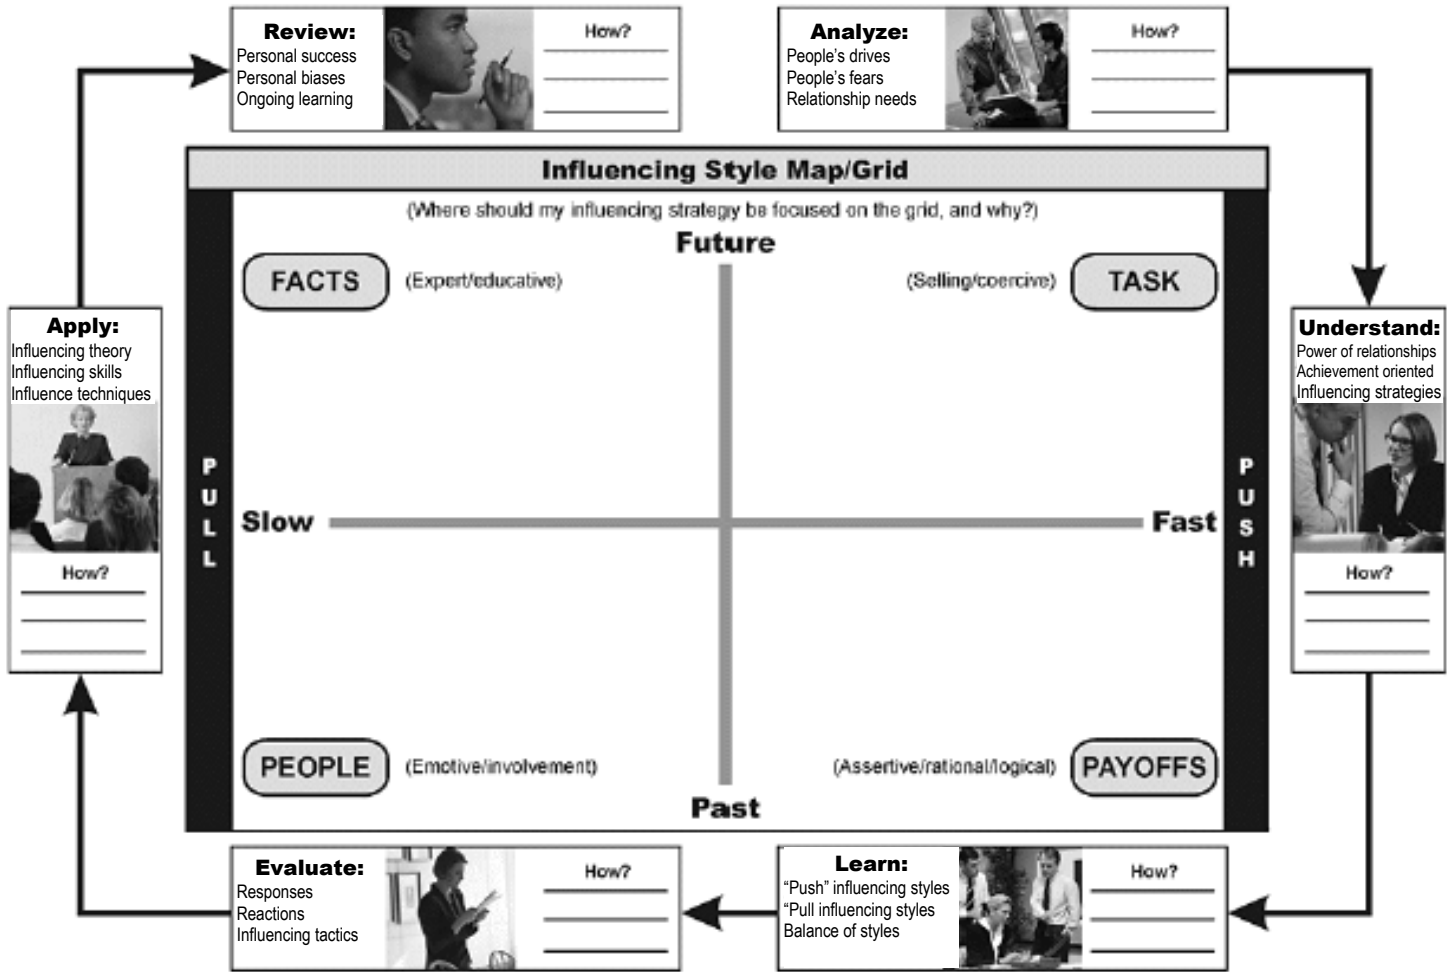 Review:
Personal success
Personal biases
Ongoing learning
How?
Analyze:
People's drives
People's fears
Relationship needs
How?
Influencing Style Map/Grid
(Where should my influencing strategy be focused on the grid, and why?)
Future
FACTS
(Expert/educative)
(Selling/coercive)
TASK
Apply:
Influencing theory
Influencing skills
Influence techniques
How?
PULL
Slow
Fast
PUSH
Understand:
Power of relationships
Achievement oriented
Influencing strategies
How?
PEOPLE
(Emotive/involvement)
(Assertive/rational/logical)
PAYOFFS
Past
Evaluate:
Responses
Reactions
Influencing tactics
How?
Learn:
“Push” influencing styles
“Pull influencing styles
Balance of styles
How?